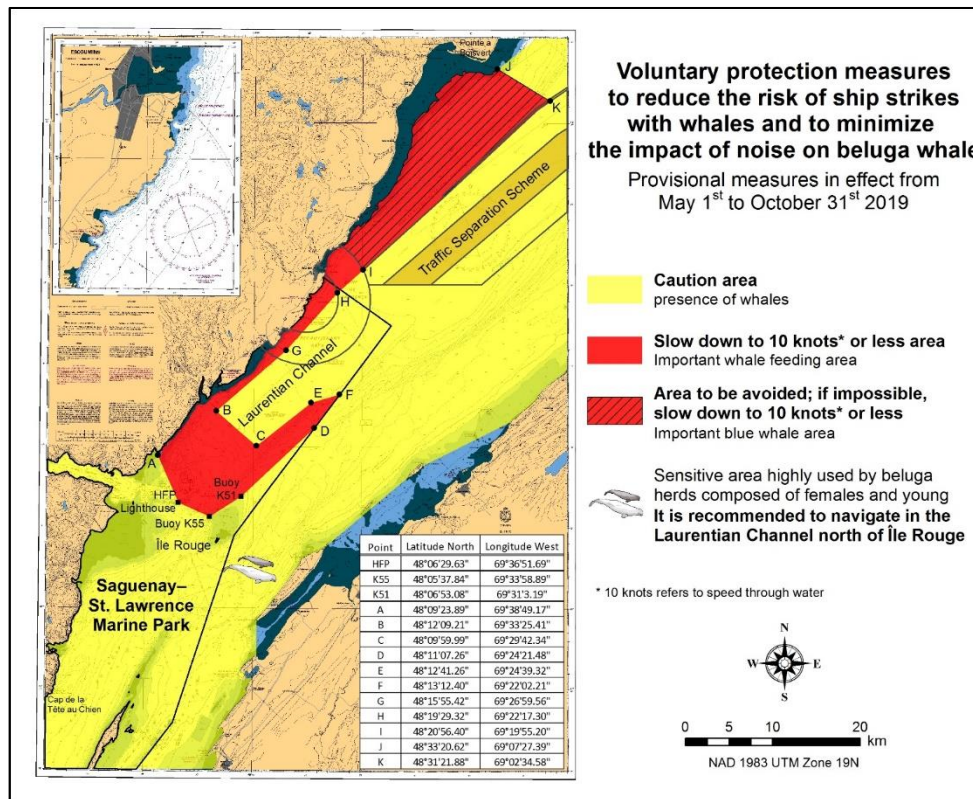 ESCOUMINS
Pointe à
Boisvert
J
K
Traffic Separation Scheme
I
H
G
Laurentian Channel
E
F
B
C
D
A
Buoy
K51
HFP
Lighthouse
Buoy K55
Île Rouge
Saguenay–
St. Lawrence
Marine Park
Cap de la
Tête au Chien
Point Latitude North Longitude West
HFP 48°06'29.63" 69°36'51.69"
K55 48°05'37.84" 69°33'58.89"
K51 48°06'53.08" 69°31'3.19"
A 48°09'23.89" 69°38'49.17"
B 48°12'09.21" 69°33'25.41"
C 48°09'59.99" 69°29'42.34"
D 48°11'07.26" 69°24'21.48"
E 48°12'41.26" 69°24'39.32"
F 48°13'12.40" 69°22'02.21"
G 48°15'55.42" 69°26'59.56"
H 48°19'29.32" 69°22'17.30"
I 48°20'56.40" 69°19'55.20"
J 48°33'20.62" 69°07'27.39"
K 48°31'21.88" 69°02'34.58"
Voluntary protection measures
to reduce the risk of ship strikes
with whales and to minimize
the impact of noise on beluga whale
Provisional measures in effect from
May 1st to October 31st 2019
Caution area
presence of whales
Slow down to 10 knots* or less area
Important whale feeding area
Area to be avoided; if impossible,
slow down to 10 knots* or less
Important blue whale area
Sensitive area highly used by beluga
herds composed of females and young
It is recommended to navigate in the
Laurentian Channel north of Île Rouge
* 10 knots refers to speed through water
N
W E
S
0 10 20
km
NAD 1983 UTM Zone 19N